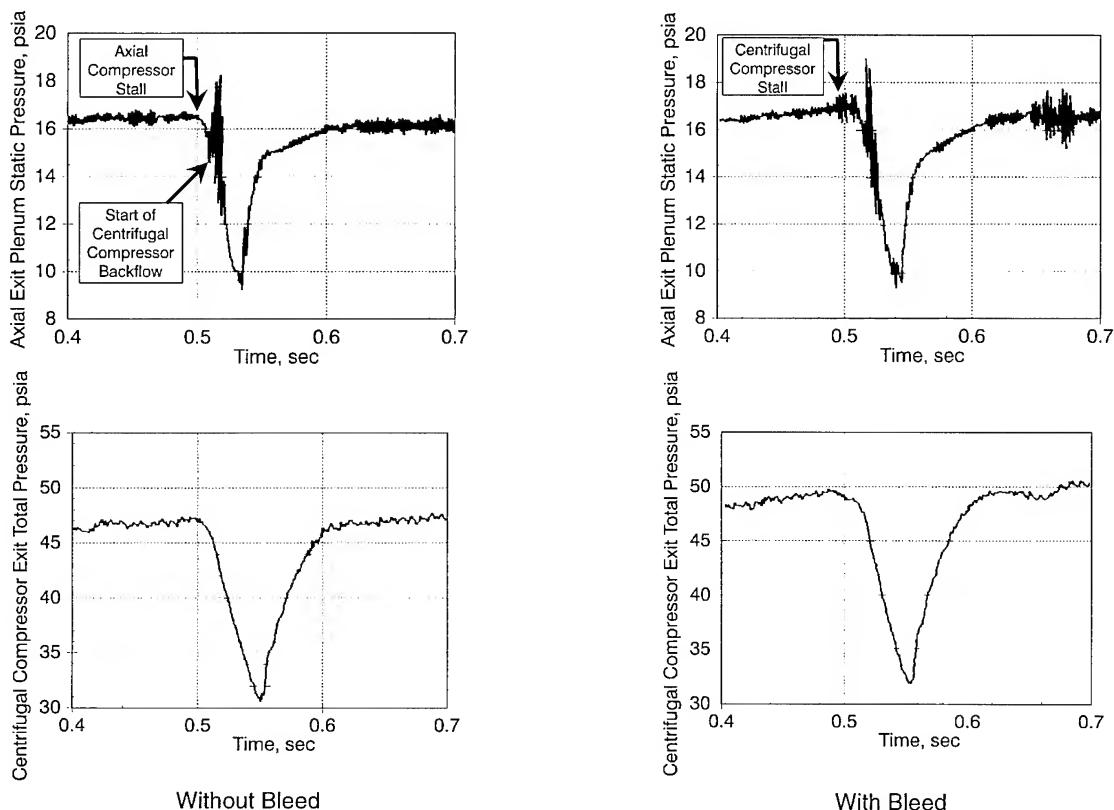 Axial Exit Plenum Static Pressure, psia
20
18
16
14
12
10
8
Axial
Compressor
Stall
Start of
Centrifugal
Compressor
Backflow
0.4
0.5
0.6
0.7
Time, sec
Axial Exit Plenum Static Pressure, psia
20
18
16
14
12
10
8
Centrifugal
Compressor
Stall
0.4
0.5
0.6
0.7
Time, sec
Centrifugal Compressor Exit Total Pressure, psia
55
50
45
40
35
30
0.4
0.5
0.6
0.7
Time, sec
Without Bleed
Centrifugal Compressor Exit Total Pressure, psia
55
50
45
40
35
30
0.4
0.5
0.6
0.7
Time, sec
With Bleed